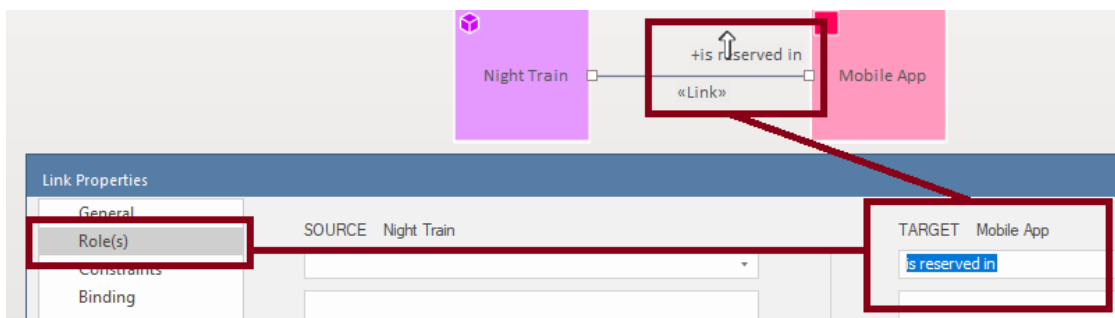 +is reserved in
Night Train
Mobile App
«Link»
Link Properties
General
Role(s)
SOURCE Night Train
TARGET Mobile App
is reserved in
Constraints
Binding